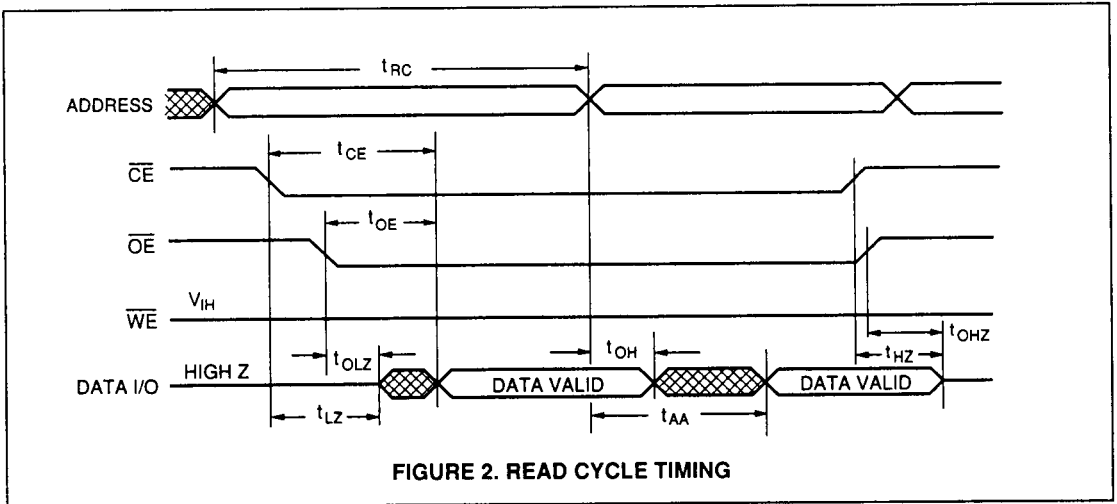 tRC
ADDRESS
tCE
CE
tOE
OE
VIH
WE
tOHZ
tOLZ
tOH
tHZ
HIGH Z
DATA I/O
DATA VALID
DATA VALID
tLZ
tAA
FIGURE 2. READ CYCLE TIMING